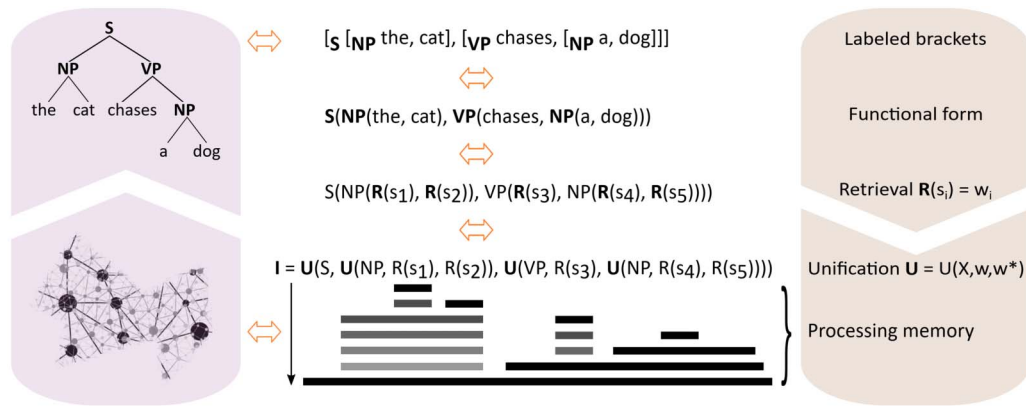 S
NP VP
the cat chases NP
a dog
[S [NP the, cat], [VP chases, [NP a, dog]]]
Labeled brackets
S(NP(the, cat), VP(chases, NP(a, dog)))
Functional form
S(NP(R(s1), R(s2)), VP(R(s3), NP(R(s4), R(s5))))
Retrieval R(si) = wi
I = U(S, U(NP, R(s1), R(s2)), U(VP, R(s3), U(NP, R(s4), R(s5))))
Unification U = U(X,w,w*)
Processing memory